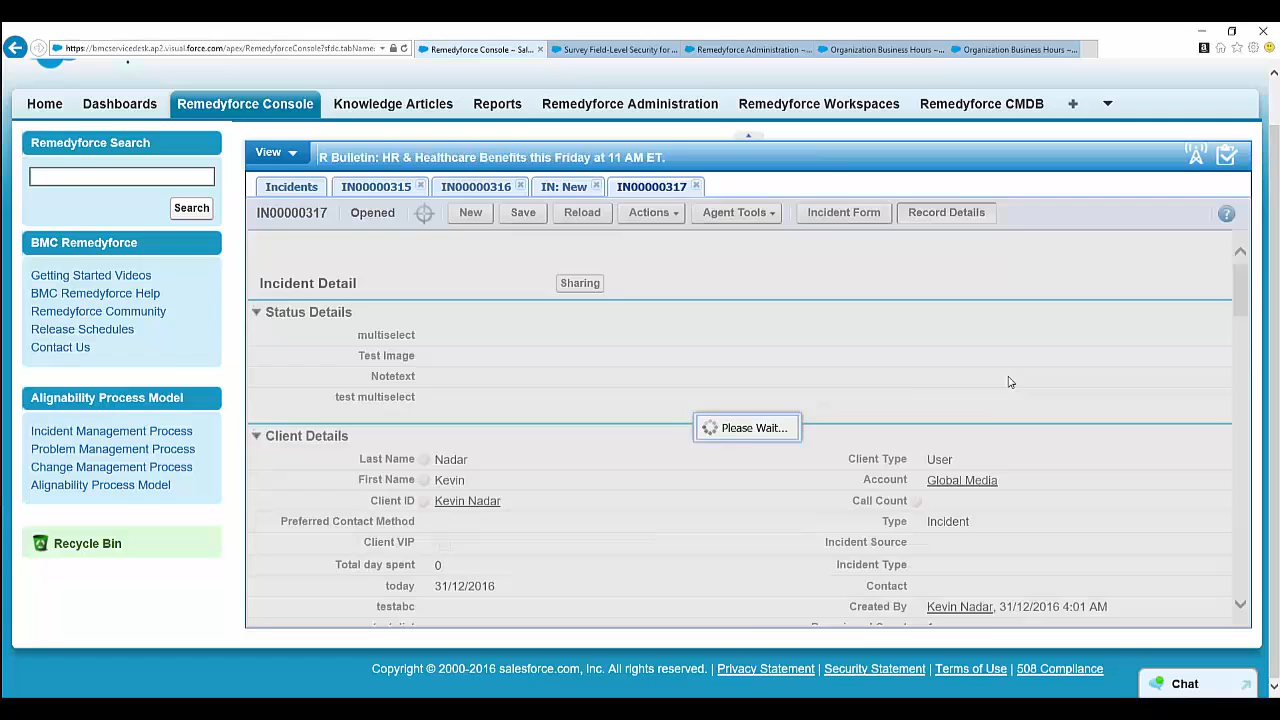 https://bmcservicedesk.ap2.visual.force.com/apex/RemedyforceConsole?sfdc.tabName=
Remedyforce Console ~ Sal...
Survey Field-Level Security for ...
Remedyforce Administration ~...
Organization Business Hours ~...
Organization Business Hours ~...
Home
Dashboards
Remedyforce Console
Knowledge Articles
Reports
Remedyforce Administration
Remedyforce Workspaces
Remedyforce CMDB
Remedyforce Search
Search
BMC Remedyforce
Getting Started Videos
BMC Remedyforce Help
Remedyforce Community
Release Schedules
Contact Us
Alignability Process Model
Incident Management Process
Problem Management Process
Change Management Process
Alignability Process Model
Recycle Bin
View
R Bulletin: HR & Healthcare Benefits this Friday at 11 AM ET.
Incidents
IN00000315
IN00000316
IN: New
IN00000317
IN00000317
Opened
New
Save
Reload
Actions
Agent Tools
Incident Form
Record Details
Incident Detail
Sharing
Status Details
multiselect
Test Image
Notetext
test multiselect
Please Wait...
Client Details
Last Name Nadar
Client Type User
First Name Kevin
Account Global Media
Client ID Kevin Nadar
Call Count
Preferred Contact Method
Type Incident
Client VIP
Incident Source
Total day spent 0
Incident Type
today 31/12/2016
Contact
testabc
Created By Kevin Nadar, 31/12/2016 4:01 AM
Copyright © 2000-2016 salesforce.com, Inc. All rights reserved. | Privacy Statement | Security Statement | Terms of Use | 508 Compliance
Chat